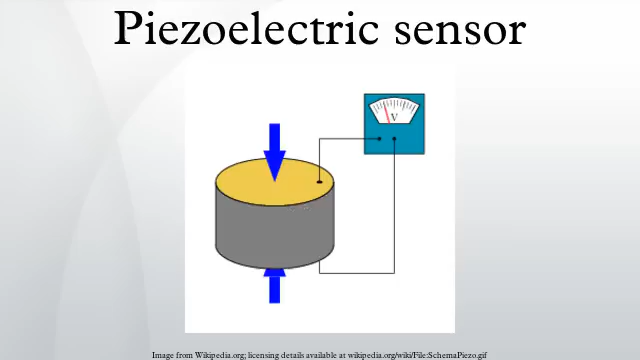 Piezoelectric sensor
V
Image from Wikipedia.org; licensing details available at wikipedia.org/wiki/File:SchemaPiezo.gif